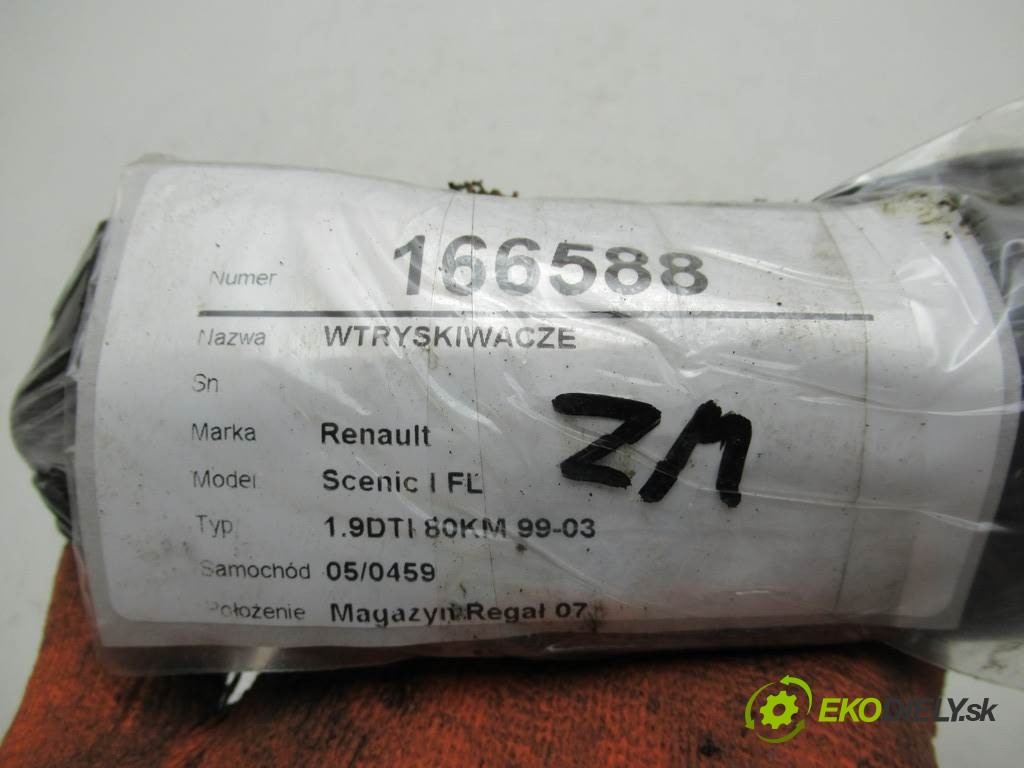 Numer 166588
Nazwa WTRYSKIWACZE
Sn
Marka Renault
Model Scenic I FL
Typ 1.9DTI 80KM 99-03
Samochód 05/0459
Położenie Magazyn Regał 07
ZM
EKODIELY.sk